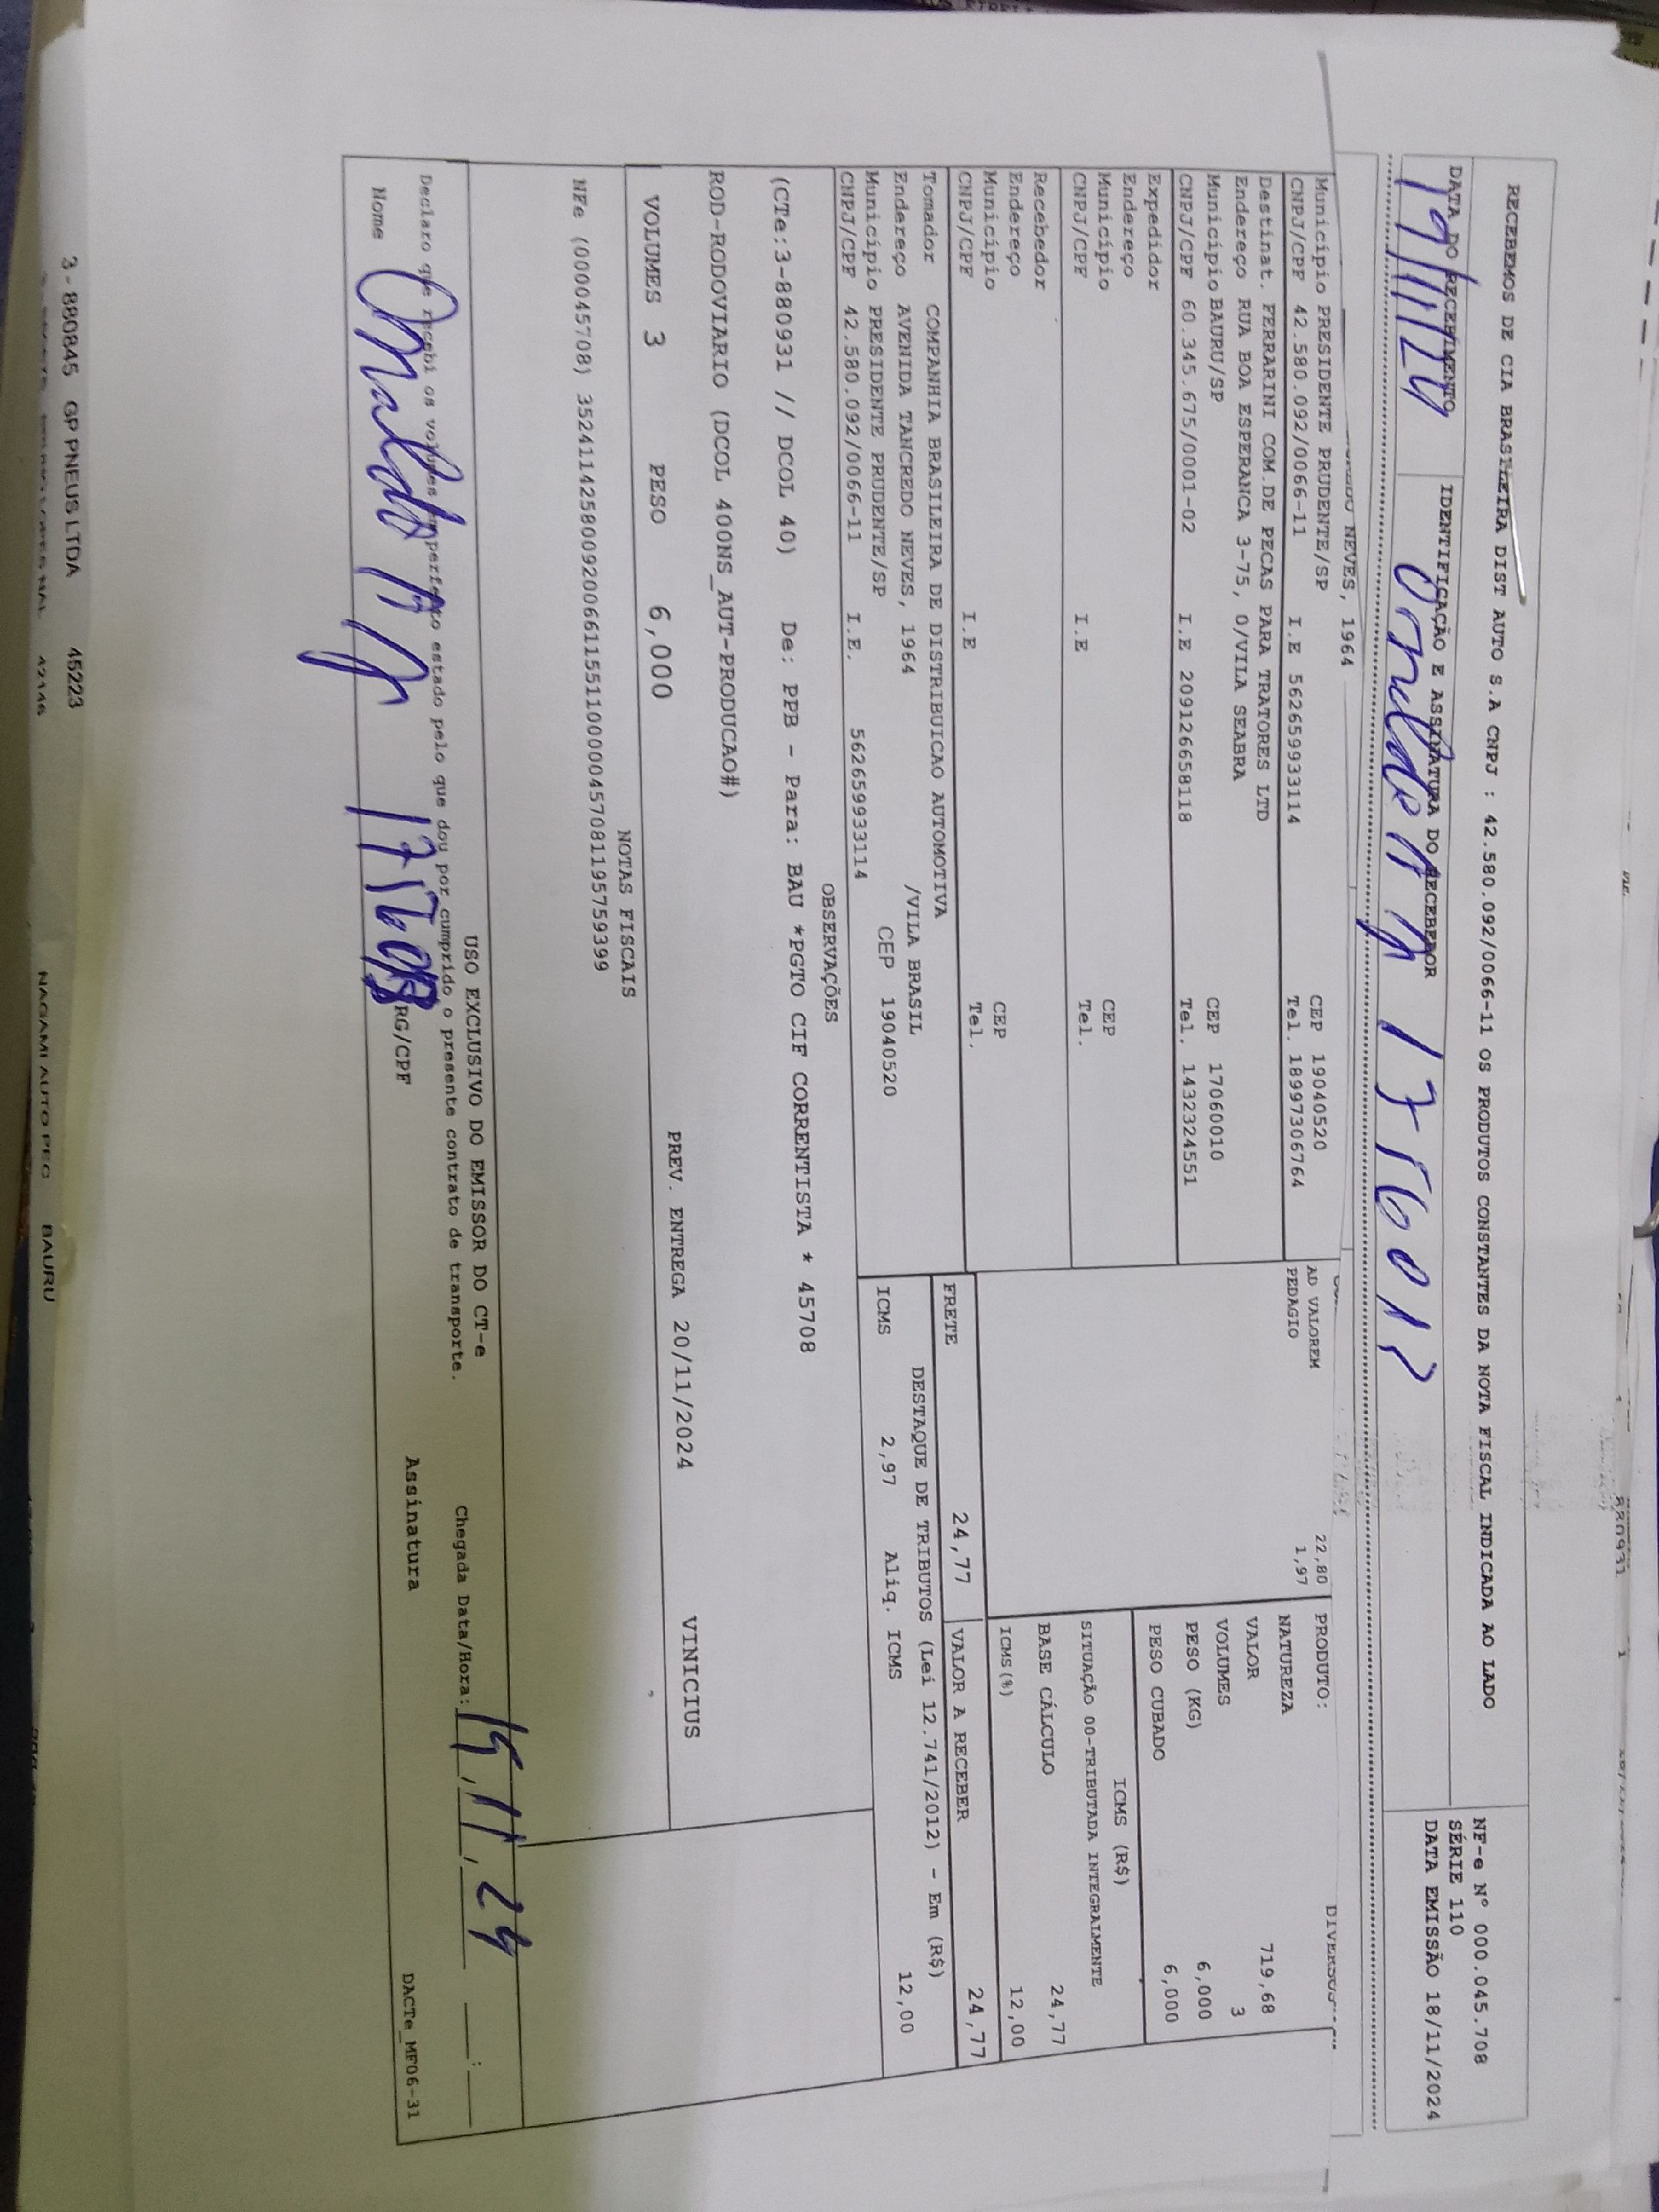 RECEBEMOS DE CIA BRASILEIRA DIST AUTO S.A CNPJ : 42.580.092/0066-11 OS PRODUTOS CONSTANTES DA NOTA FISCAL INDICADA AO LADO
NF-e Nº 000.045.708
SÉRIE 110
DATA EMISSÃO 18/11/2024
DATA DO RECEBIMENTO
IDENTIFICAÇÃO E ASSINATURA DO RECEBEDOR
19/11/24
NEVES, 1964
Município PRESIDENTE PRUDENTE/SP CEP 19040520
CNPJ/CPF 42.580.092/0066-11 I.E 562659933114 Tel. 18997306764
Destinat. FERRARINI COM.DE PECAS PARA TRATORES LTD
Endereço RUA BOA ESPERANCA 3-75, 0/VILA SEABRA
Município BAURU/SP CEP 17060010
CNPJ/CPF 60.345.675/0001-02 I.E 209126658118 Tel. 1432324551
Expedidor
Endereço
Município CEP
CNPJ/CPF I.E Tel.
Recebedor
Endereço
Município CEP
CNPJ/CPF I.E Tel.
Tomador COMPANHIA BRASILEIRA DE DISTRIBUICAO AUTOMOTIVA
Endereço AVENIDA TANCREDO NEVES, 1964 /VILA BRASIL
Município PRESIDENTE PRUDENTE/SP CEP 19040520
CNPJ/CPF 42.580.092/0066-11 I.E. 562659933114
AD VALOREM 22,80
PEDAGIO 1,97
PRODUTO:
NATUREZA DIVERSOS
VALOR 719,68
VOLUMES 3
PESO (KG) 6,000
PESO CUBADO 6,000
ICMS (R$)
SITUAÇÃO 00-TRIBUTADA INTEGRALMENTE
BASE CÁLCULO 24,77
ICMS(%) 12,00
FRETE 24,77 VALOR A RECEBER 24,77
DESTAQUE DE TRIBUTOS (Lei 12.741/2012) - Em (R$)
ICMS 2,97 Aliq. ICMS 12,00
OBSERVAÇÕES
(CTe:3-880931 // DCOL 40) De: PPB - Para: BAU *PGTO CIF CORRENTISTA * 45708
ROD-RODOVIARIO (DCOL 400NS_AUT-PRODUCAO#)
VOLUMES 3 PESO 6,000 PREV. ENTREGA 20/11/2024 VINICIUS
NOTAS FISCAIS
NFe (000045708) 35241142580092006611551100000457081195759399
USO EXCLUSIVO DO EMISSOR DO CT-e
Declaro que recebi os volumes em perfeito estado pelo que dou por cumprido o presente contrato de transporte.
Chegada Data/Hora:
Nome RG/CPF Assinatura
DACTe_MF06-31
3 - 880845 GP PNEUS LTDA 45223
42146 NAGAMI AUTO PEC BAURU